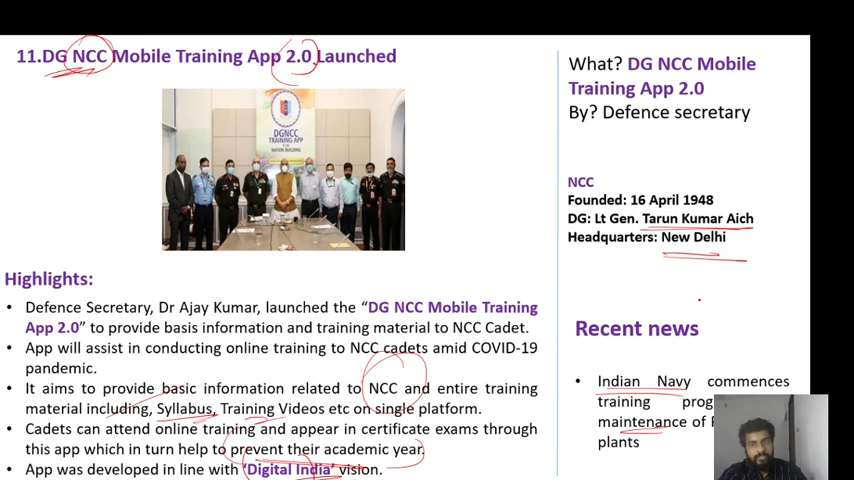 11.DG NCC Mobile Training App 2.0 Launched
DGNCC
TRAINING APP
NATION BUILDING
Highlights:
• Defence Secretary, Dr Ajay Kumar, launched the “DG NCC Mobile Training
App 2.0” to provide basis information and training material to NCC Cadet.
• App will assist in conducting online training to NCC cadets amid COVID-19
pandemic.
• It aims to provide basic information related to NCC and entire training
material including, Syllabus, Training Videos etc on single platform.
• Cadets can attend online training and appear in certificate exams through
this app which in turn help to prevent their academic year.
• App was developed in line with ‘Digital India’ vision.
What? DG NCC Mobile
Training App 2.0
By? Defence secretary
NCC
Founded: 16 April 1948
DG: Lt Gen. Tarun Kumar Aich
Headquarters: New Delhi
Recent news
• Indian Navy commences
training
maintenance of
plants